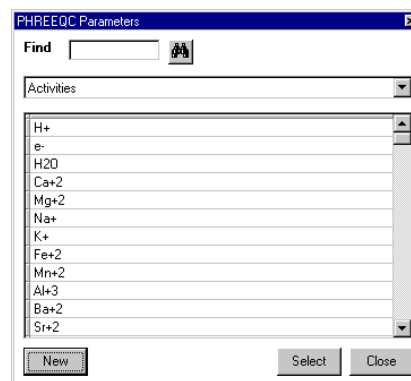 PHREEQC Parameters
Find
Activities
H+
e-
H2O
Ca+2
Mg+2
Na+
K+
Fe+2
Mn+2
Al+3
Ba+2
Sr+2
New Select Close